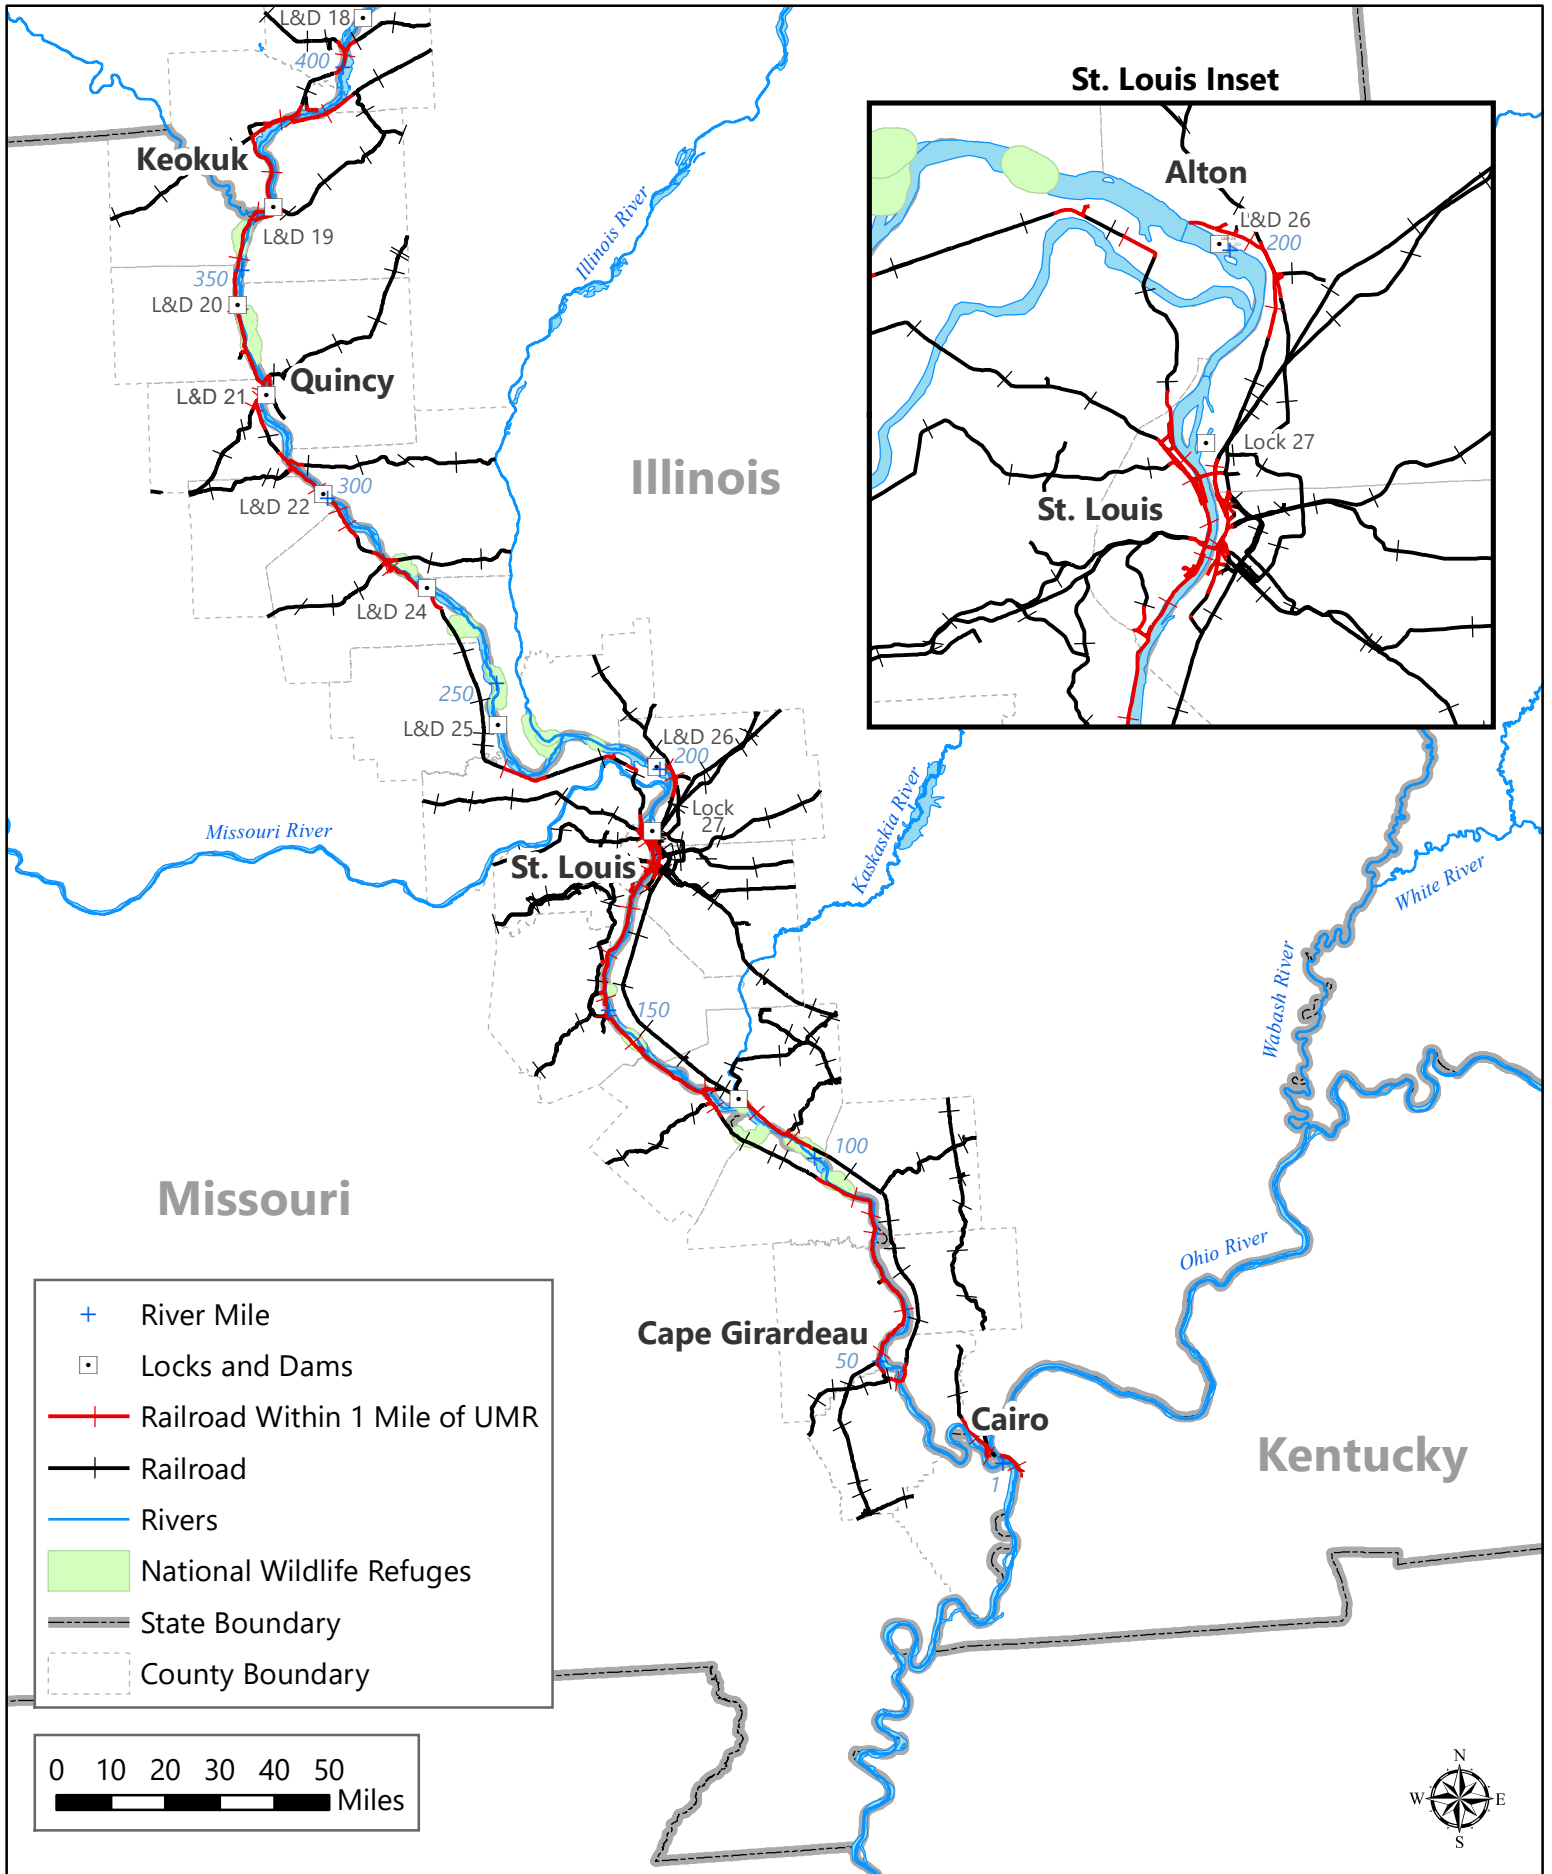 L&D 18
400
St. Louis Inset
Keokuk
Alton
L&D 26
200
L&D 19
Illinois River
350
L&D 20
Quincy
L&D 21
Lock 27
Illinois
300
L&D 22
St. Louis
L&D 24
250
L&D 25
L&D 26
200
Lock
27
Kaskaskia River
Missouri River
St. Louis
White River
Wabash River
150
100
Missouri
Ohio River
Cape Girardeau
50
Cairo
Kentucky
1
River Mile
Locks and Dams
Railroad Within 1 Mile of UMR
Railroad
Rivers
National Wildlife Refuges
State Boundary
County Boundary
0 10 20 30 40 50
Miles
N
W E
S